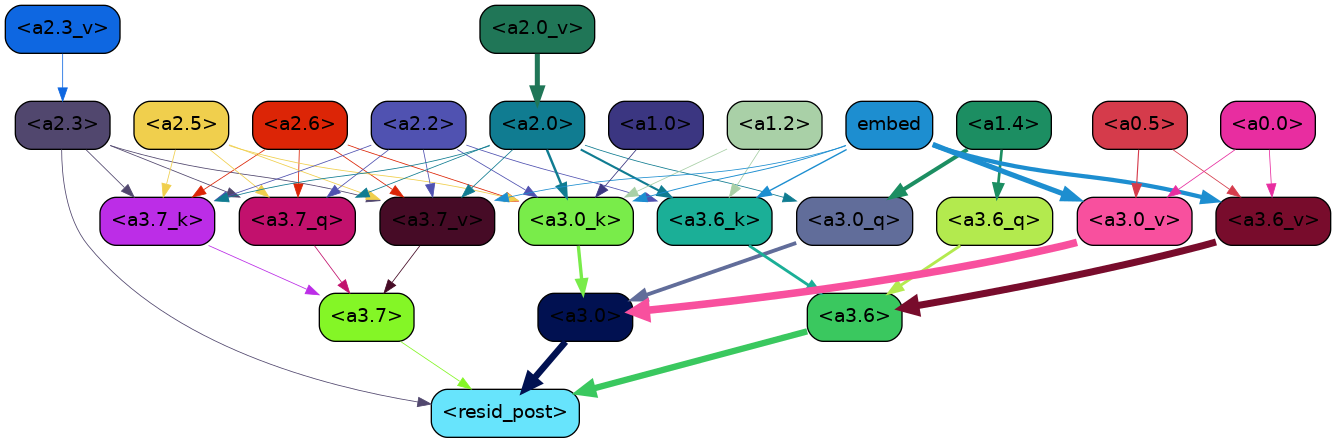 <a2.3_v> <a2.0_v>
<a2.3> <a2.5> <a2.6> <a2.2> <a2.0> <a1.0> <a1.2> embed <a1.4> <a0.5> <a0.0>
<a3.7_k> <a3.7_q> <a3.7_v> <a3.0_k> <a3.6_k> <a3.0_q> <a3.6_q> <a3.0_v> <a3.6_v>
<a3.7> <a3.0> <a3.6>
<resid_post>